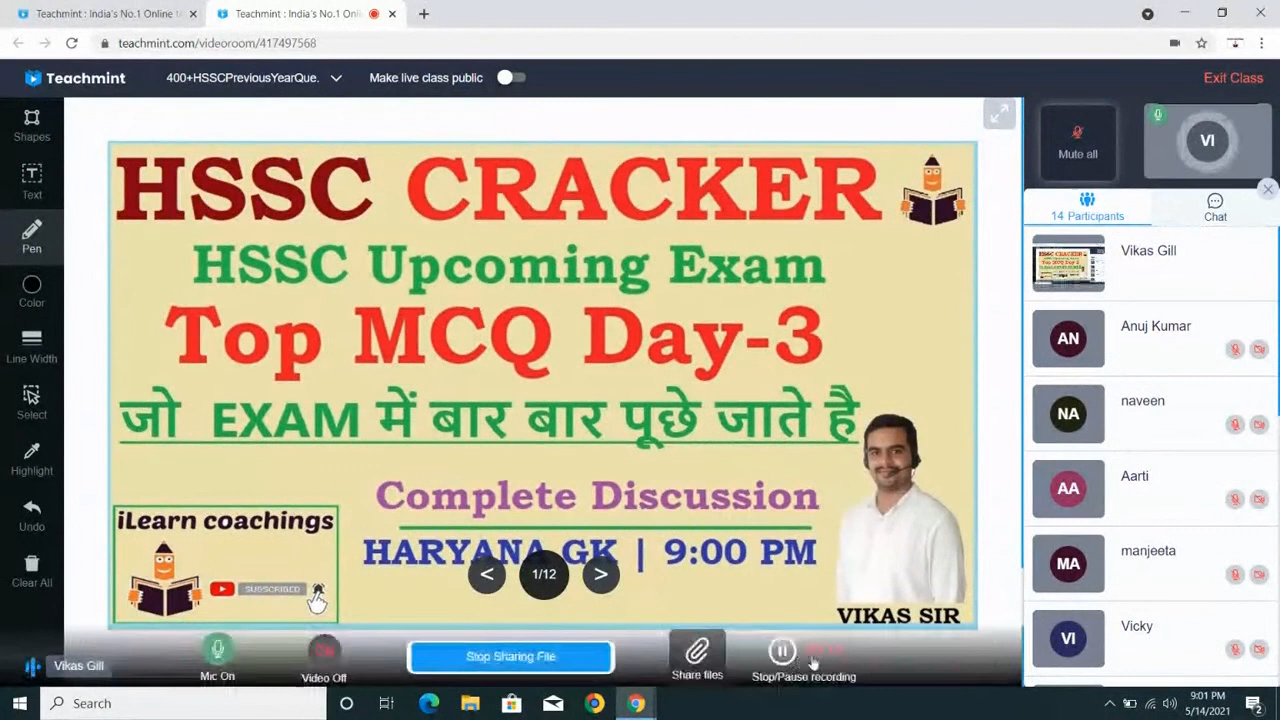 Teachmint : India's No.1 Online t
Teachmint : India's No.1 Onli
teachmint.com/videoroom/417497568
Teachmint
400+HSSCPreviousYearQue.
Make live class public
Exit Class
Shapes
Text
Pen
Color
Line Width
Select
Highlight
Undo
Clear All
HSSC CRACKER
HSSC Upcoming Exam
Top MCQ Day-3
जो EXAM में बार बार पूछे जाते है
Complete Discussion
HARYANA GK | 9:00 PM
iLearn coachings
SUBSCRIBED
VIKAS SIR
< 1/12 >
Mute all
VI
14 Participants
Chat
Vikas Gill
AN
Anuj Kumar
NA
naveen
AA
Aarti
MA
manjeeta
VI
Vicky
Vikas Gill
Mic On
Video Off
Stop Sharing File
Share files
Stop/Pause recording
Search
9:01 PM
5/14/2021
2